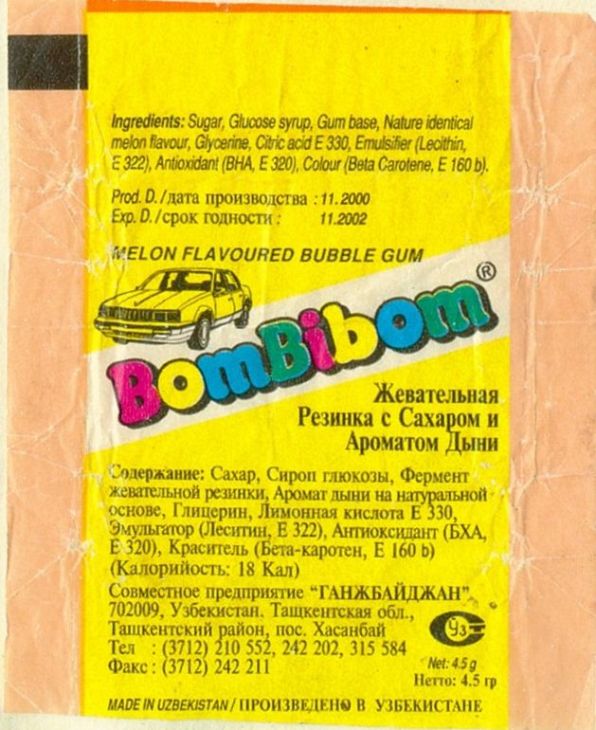 Ingredients: Sugar, Glucose syrup, Gum base, Nature identical
melon flavour, Glycerine, Citric acid E 330, Emulsifier (Lecithin,
E 322), Antioxidant (BHA, E 320), Colour (Beta Carotene, E 160 b).
Prod. D./дата производства : 11.2000
Exp. D./срок годности : 11.2002
MELON FLAVOURED BUBBLE GUM
BomBibom®
Жевательная
Резинка с Сахаром и
Ароматом Дыни
Содержание: Сахар, Сироп глюкозы, Фермент
жевательной резинки, Аромат дыни на натуральной
основе, Глицерин, Лимонная кислота Е 330,
Эмульгатор (Леситин, Е 322), Антиоксидант (БХА,
Е 320), Краситель (Бета-каротен, Е 160 b)
(Калорийость: 18 Кал)
Совместное предприятие “ГАНЖБАЙДЖАН”
702009, Узбекистан. Ташкентская обл.,
Ташкентский район, пос. Хасанбай
Тел : (3712) 210 552, 242 202, 315 584
Факс : (3712) 242 211
Уз
Net: 4.5 g
Нетто: 4.5 гр
MADE IN UZBEKISTAN / ПРОИЗВЕДЕНО В УЗБЕКИСТАНЕ